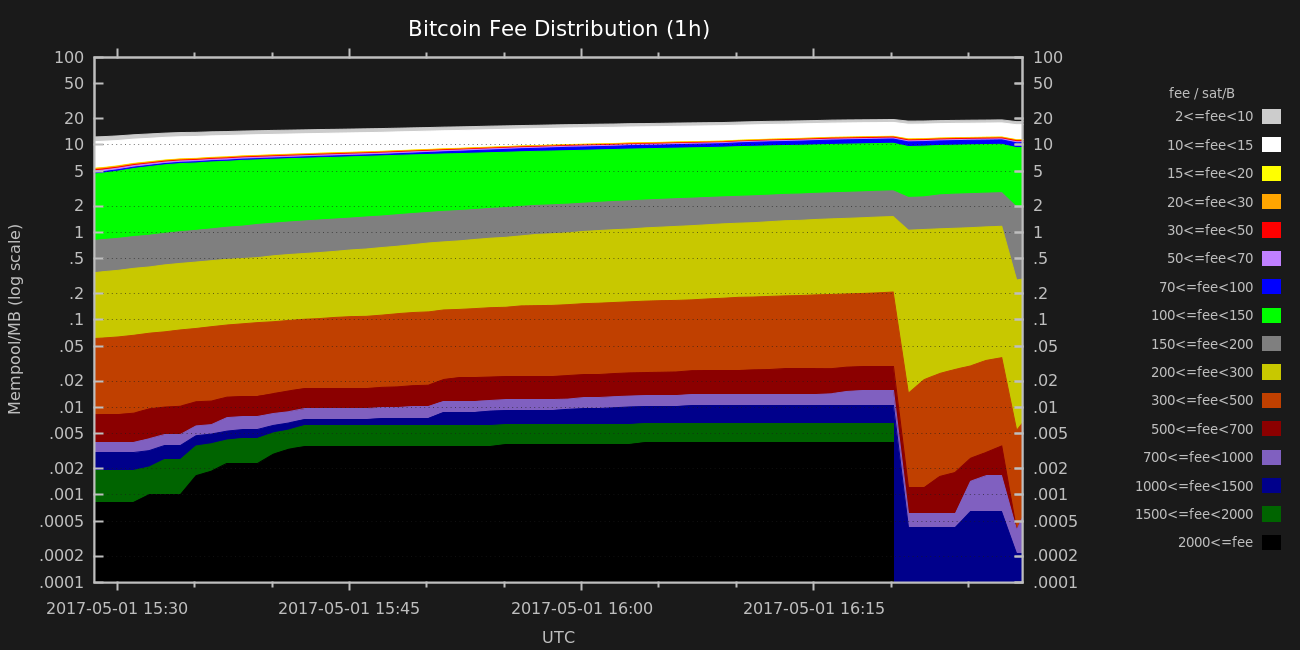 Bitcoin Fee Distribution (1h)
Mempool/MB (log scale)
100
50
20
10
5
2
1
.5
.2
.1
.05
.02
.01
.005
.002
.001
.0005
.0002
.0001
100
50
20
10
5
2
1
.5
.2
.1
.05
.02
.01
.005
.002
.001
.0005
.0002
.0001
2017-05-01 15:30
2017-05-01 15:45
2017-05-01 16:00
2017-05-01 16:15
UTC
fee / sat/B
2<=fee<10
10<=fee<15
15<=fee<20
20<=fee<30
30<=fee<50
50<=fee<70
70<=fee<100
100<=fee<150
150<=fee<200
200<=fee<300
300<=fee<500
500<=fee<700
700<=fee<1000
1000<=fee<1500
1500<=fee<2000
2000<=fee